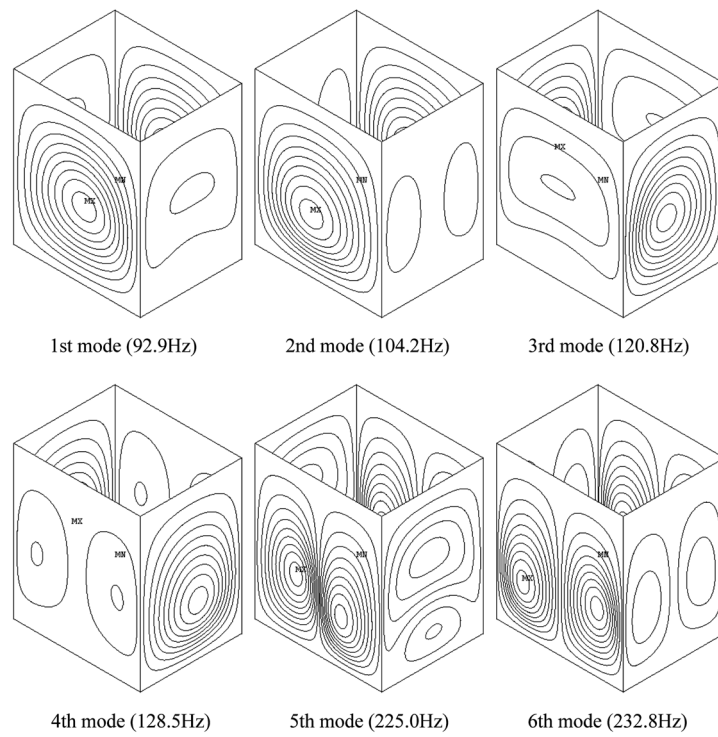 MN
MX
MN
MX
MX
MN
1st mode (92.9Hz)
2nd mode (104.2Hz)
3rd mode (120.8Hz)
MX
MN
MN
MX
MN
MX
4th mode (128.5Hz)
5th mode (225.0Hz)
6th mode (232.8Hz)